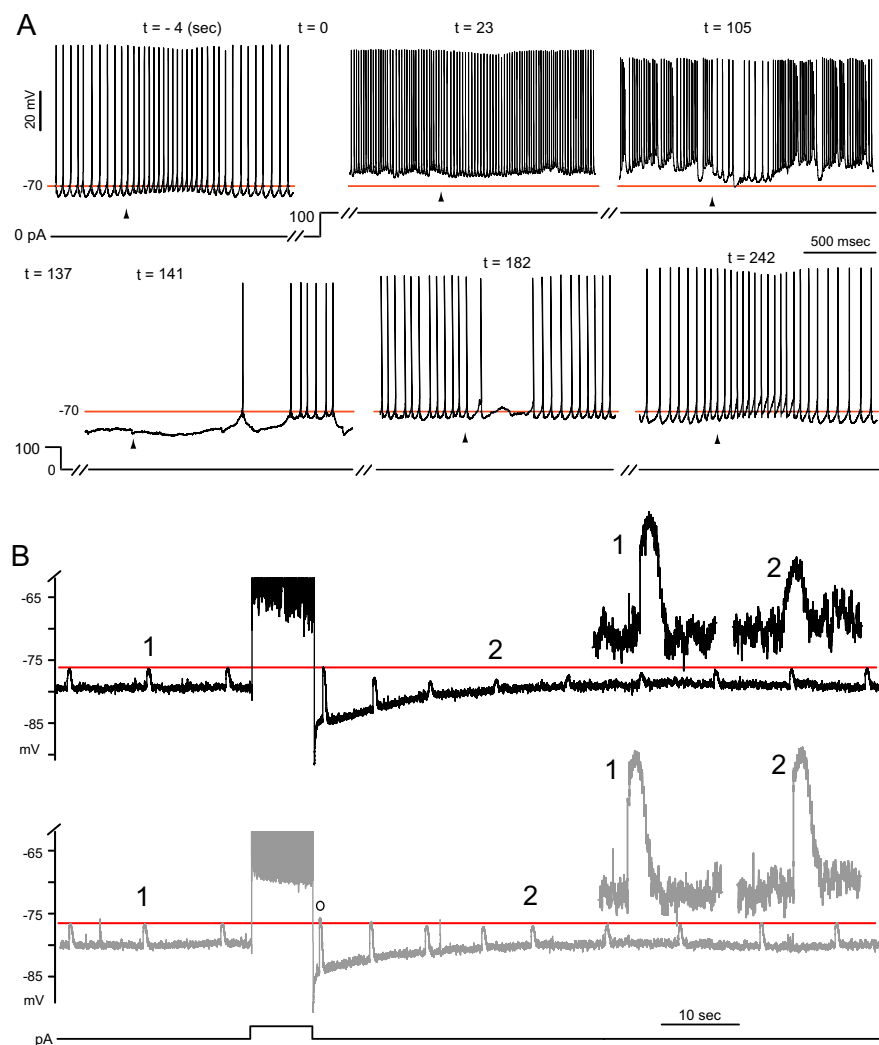 A
t = - 4 (sec) t = 0 t = 23 t = 105
20 mV
-70
100
0 pA
500 msec
t = 137 t = 141 t = 182 t = 242
-70
100
0
B
1 2
-65
1 2
-75
-85
mV
1 2
-65
1 2
o
-75
-85
mV
10 sec
pA